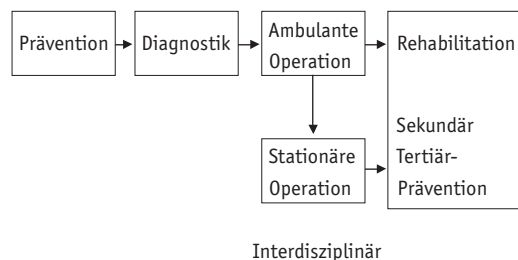 Prävention
Diagnostik
Ambulante
Operation
Rehabilitation
Stationäre
Operation
Sekundär
Tertiär-
Prävention
Interdisziplinär